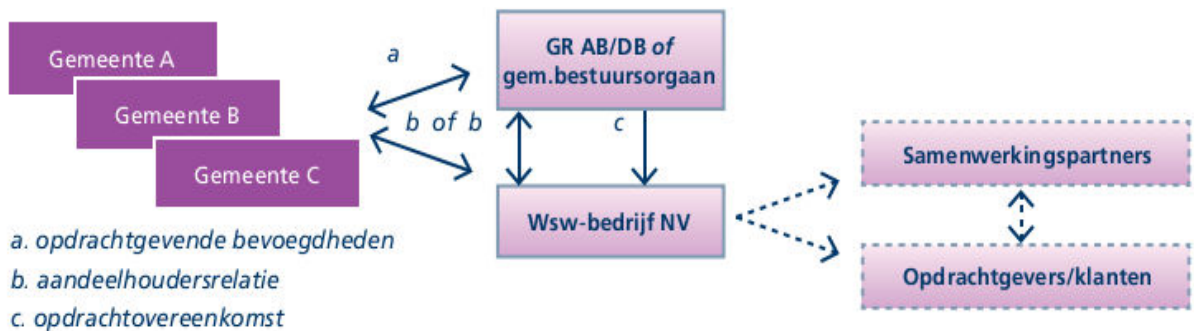 Gemeente A
Gemeente B
Gemeente C
a
b of b
c
GR AB/DB of
gem.bestuursorgaan
Wsw-bedrijf NV
Samenwerkingspartners
Opdrachtgevers/klanten
a. opdrachtgevende bevoegdheden
b. aandeelhoudersrelatie
c. opdrachtovereenkomst